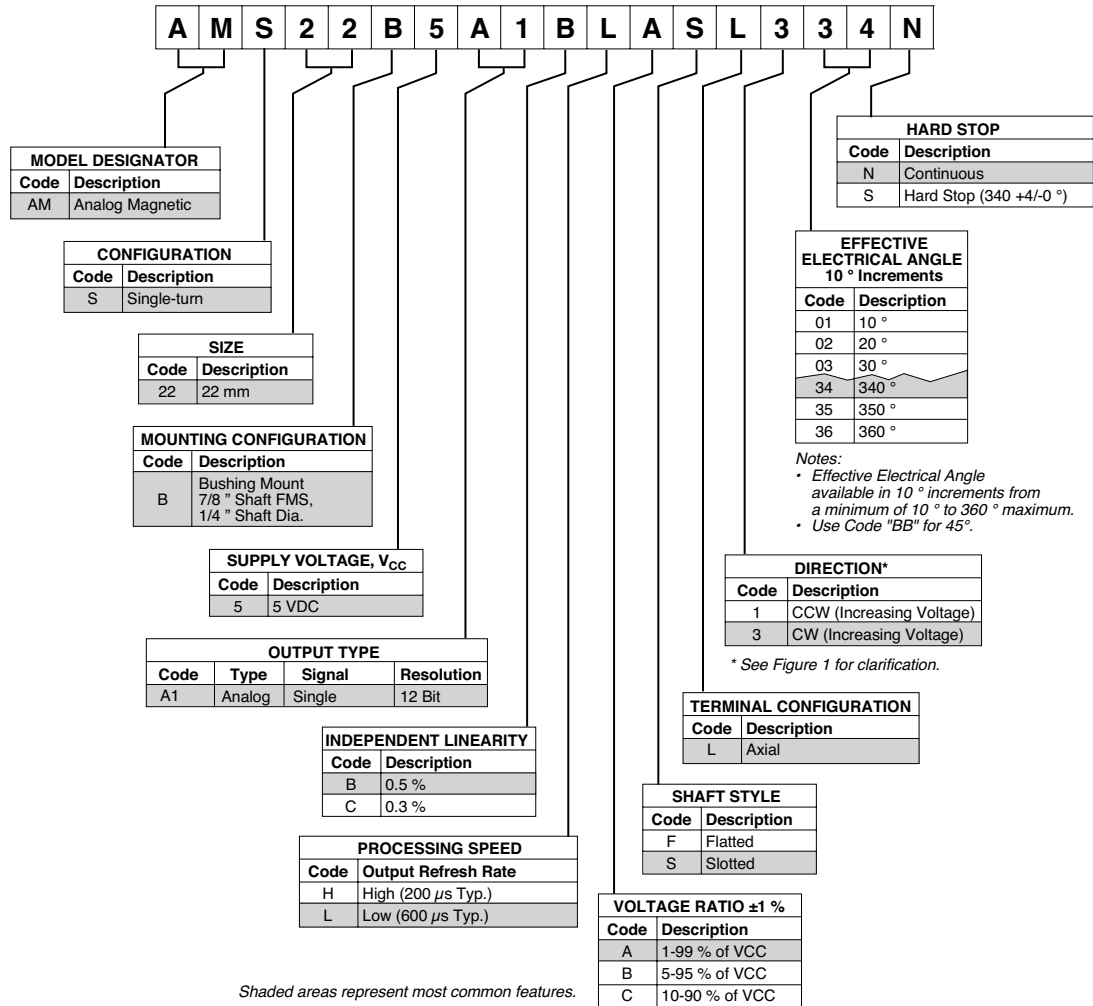 A M S 2 2 B 5 A 1 B L A S L 3 3 4 N
HARD STOP
Code Description
N Continuous
S Hard Stop (340 +4/-0 °)
MODEL DESIGNATOR
Code Description
AM Analog Magnetic
EFFECTIVE
ELECTRICAL ANGLE
10 ° Increments
Code Description
01 10 °
02 20 °
03 30 °
34 340 °
35 350 °
36 360 °
Notes:
• Effective Electrical Angle
available in 10 ° increments from
a minimum of 10 ° to 360 ° maximum.
• Use Code "BB" for 45°.
CONFIGURATION
Code Description
S Single-turn
SIZE
Code Description
22 22 mm
MOUNTING CONFIGURATION
Code Description
B Bushing Mount
7/8 ” Shaft FMS,
1/4 ” Shaft Dia.
SUPPLY VOLTAGE, VCC
Code Description
5 5 VDC
DIRECTION*
Code Description
1 CCW (Increasing Voltage)
3 CW (Increasing Voltage)
* See Figure 1 for clarification.
OUTPUT TYPE
Code Type Signal Resolution
A1 Analog Single 12 Bit
TERMINAL CONFIGURATION
Code Description
L Axial
INDEPENDENT LINEARITY
Code Description
B 0.5 %
C 0.3 %
SHAFT STYLE
Code Description
F Flatted
S Slotted
PROCESSING SPEED
Code Output Refresh Rate
H High (200 µs Typ.)
L Low (600 µs Typ.)
VOLTAGE RATIO ±1 %
Code Description
A 1-99 % of VCC
B 5-95 % of VCC
C 10-90 % of VCC
Shaded areas represent most common features.